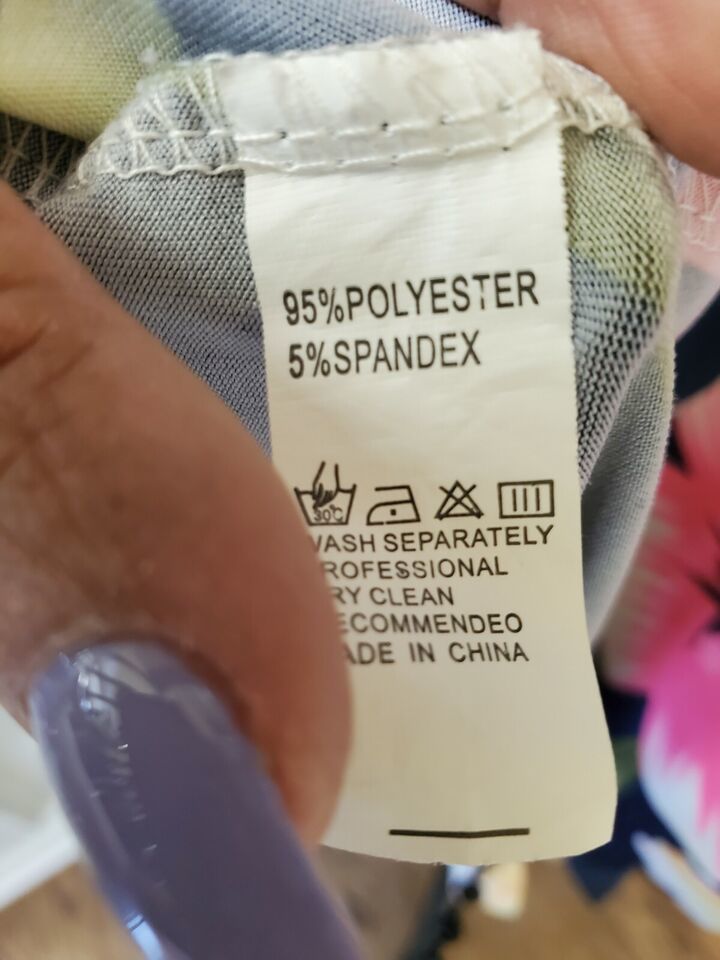 95%POLYESTER
5%SPANDEX
30°C
WASH SEPARATELY
ROFESSIONAL
RY CLEAN
ECOMMENDEO
ADE IN CHINA